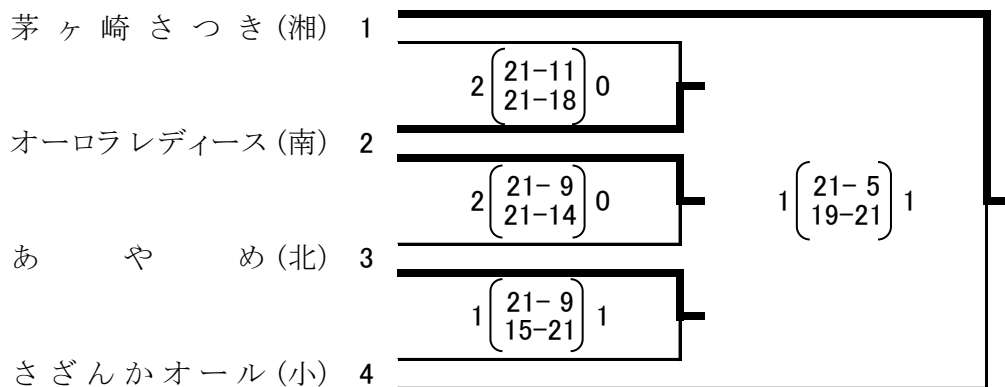 茅ヶ崎さつき(湘) 1
2 21-11 0
21-18
オーロラレディース(南) 2
2 21- 9 0
21-14
1 21- 5 1
19-21
あやめ(北) 3
1 21- 9 1
15-21
さざんかオール(小) 4